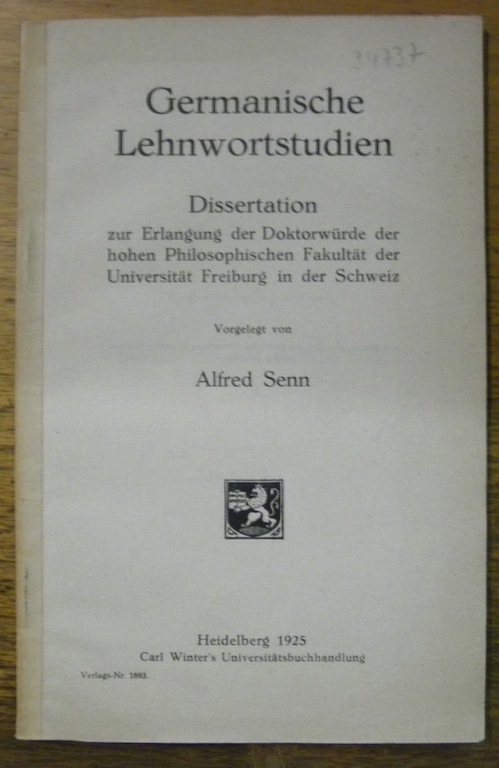 34737
Germanische
Lehnwortstudien
Dissertation
zur Erlangung der Doktorwürde der
hohen Philosophischen Fakultät der
Universität Freiburg in der Schweiz
Vorgelegt von
Alfred Senn
Heidelberg 1925
Carl Winter's Universitätsbuchhandlung
Verlags-Nr. 1893.